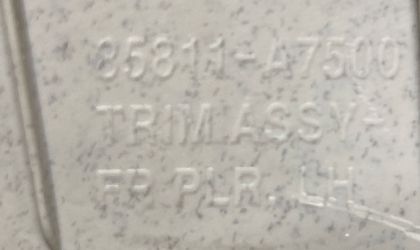 85811-A7500
TRIM ASSY-
FR PLR, LH